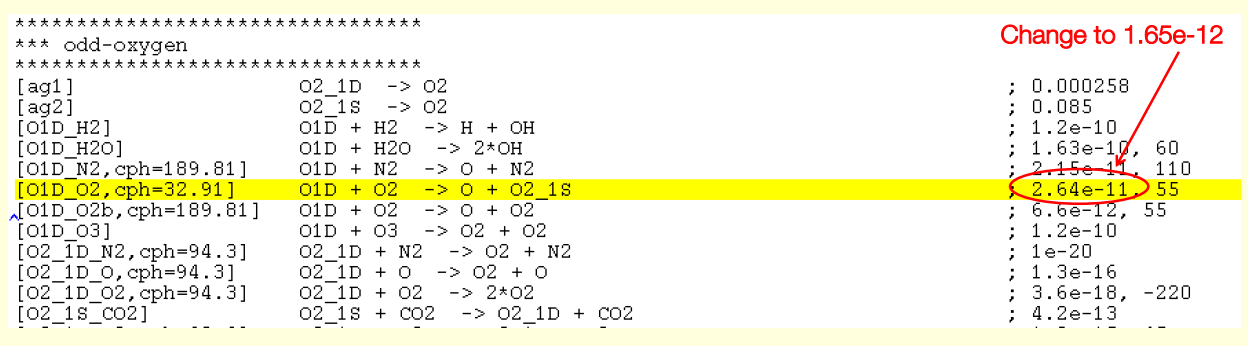 *********************************
*** odd-oxygen
*********************************
Change to 1.65e-12
[ag1] O2_1D -> O2 ; 0.000258
[ag2] O2_1S -> O2 ; 0.085
[O1D_H2] O1D + H2 -> H + OH ; 1.2e-10
[O1D_H2O] O1D + H2O -> 2*OH ; 1.63e-10, 60
[O1D_N2,cph=189.81] O1D + N2 -> O + N2 ; 2.15e-11, 110
[O1D_O2,cph=32.91] O1D + O2 -> O + O2_1S ; 2.64e-11, 55
[O1D_O2b,cph=189.81] O1D + O2 -> O + O2 ; 6.6e-12, 55
[O1D_O3] O1D + O3 -> O2 + O2 ; 1.2e-10
[O2_1D_N2,cph=94.3] O2_1D + N2 -> O2 + N2 ; 1e-20
[O2_1D_O,cph=94.3] O2_1D + O -> O2 + O ; 1.3e-16
[O2_1D_O2,cph=94.3] O2_1D + O2 -> 2*O2 ; 3.6e-18, -220
[O2_1S_CO2] O2_1S + CO2 -> O2_1D + CO2 ; 4.2e-13